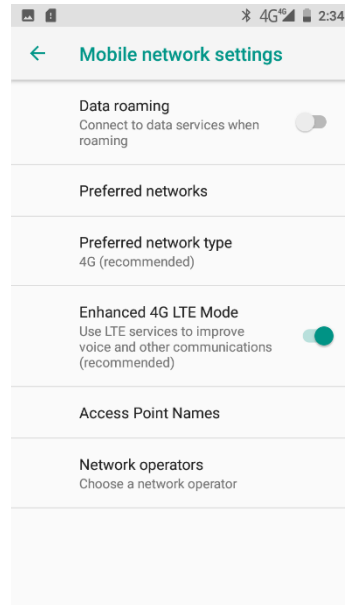 4G 4G 2:34
Mobile network settings
Data roaming
Connect to data services when
roaming
Preferred networks
Preferred network type
4G (recommended)
Enhanced 4G LTE Mode
Use LTE services to improve
voice and other communications
(recommended)
Access Point Names
Network operators
Choose a network operator